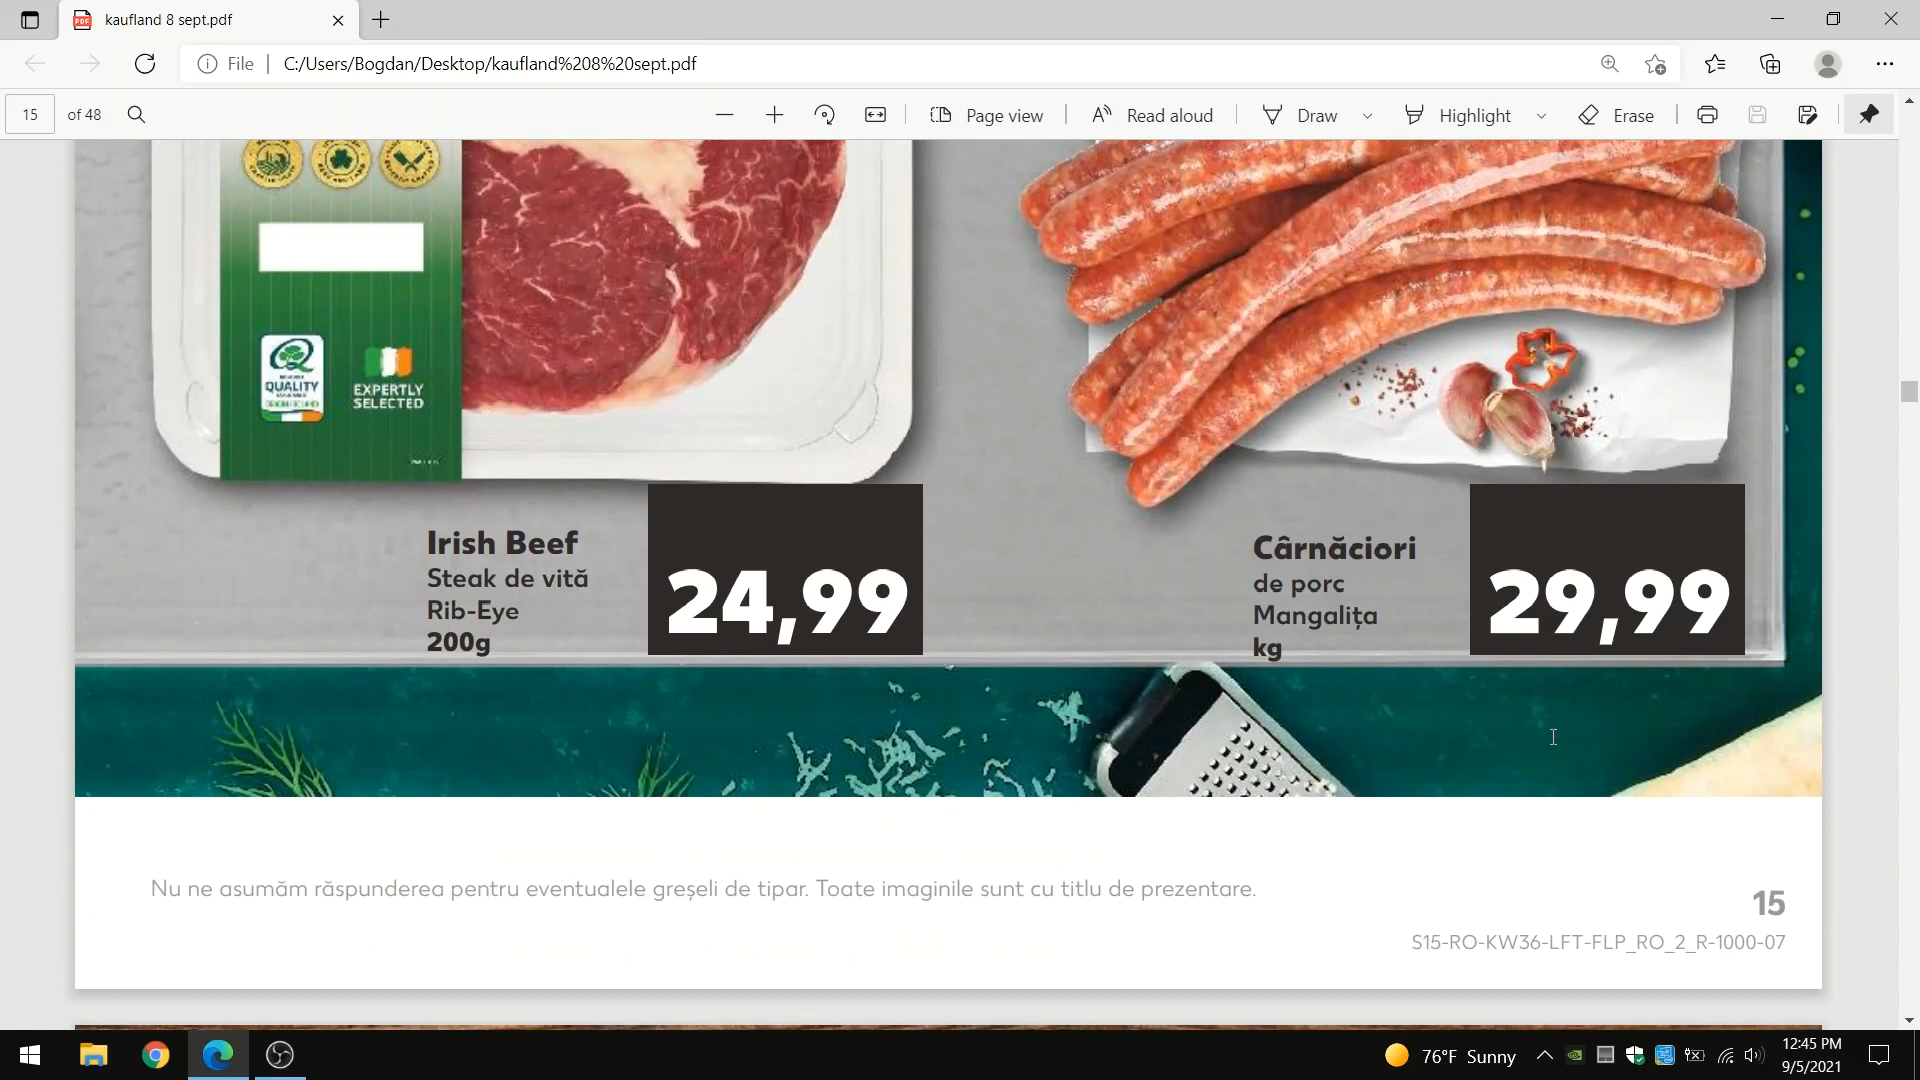 kaufland 8 sept.pdf
File
C:/Users/Bogdan/Desktop/kaufland%208%20sept.pdf
15 of 48
Page view
Read aloud
Draw
Highlight
Erase
QUALITY
EXPERTLY
SELECTED
Irish Beef
Steak de vită
Rib-Eye
200g
24,99
Cârnăciori
de porc
Mangalița
kg
29,99
Nu ne asumăm răspunderea pentru eventualele greșeli de tipar. Toate imaginile sunt cu titlu de prezentare.
15
S15-RO-KW36-LFT-FLP_RO_2_R-1000-07
76°F Sunny
12:45 PM
9/5/2021